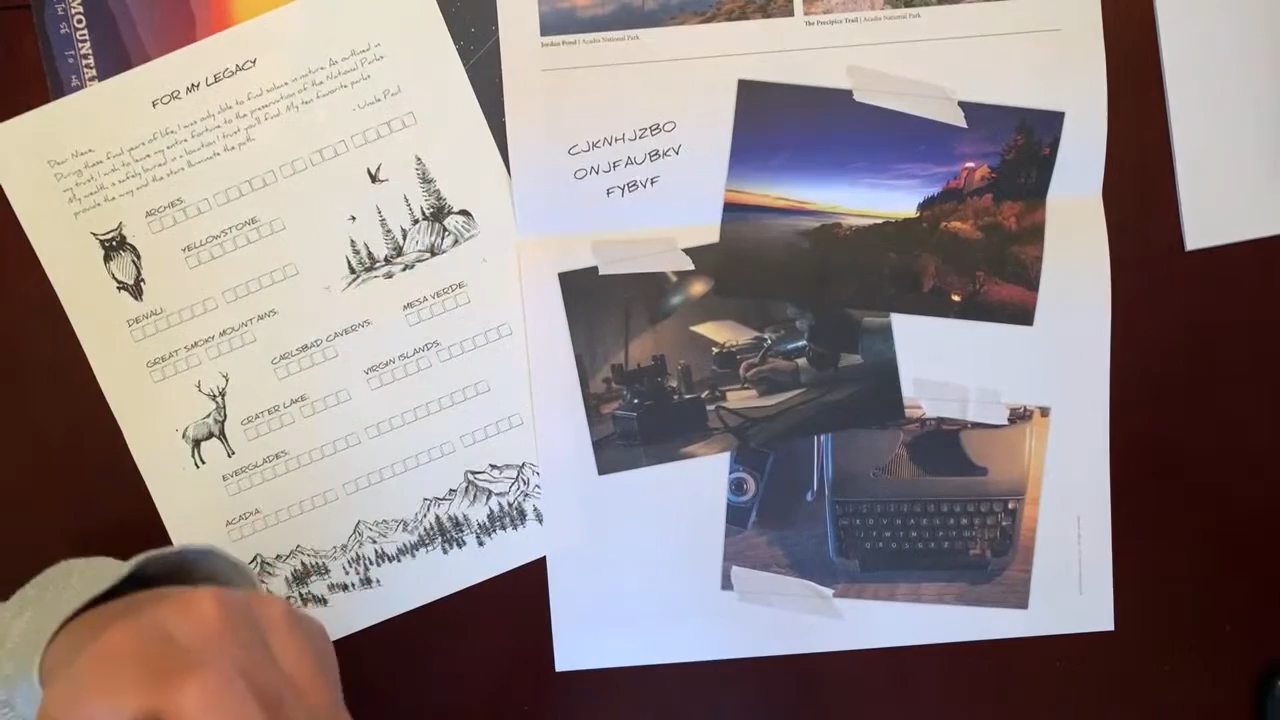 MOUNTAI
FOR MY LEGACY
Dear Niece,
During these final years of life, I was only able to find solace in nature. As outlined in
my trust, I wish to leave my entire fortune to the preservation of the National Parks.
My wealth is safely buried in a location I trust you'll find. My ten favorite parks
provide the way and the stars illuminate the path.
- Uncle Paul
ARCHES:
YELLOWSTONE:
DENALI:
GREAT SMOKY MOUNTAINS:
CARLSBAD CAVERNS:
MESA VERDE:
CRATER LAKE:
VIRGIN ISLANDS:
EVERGLADES:
ACADIA:
Jordan Pond | Acadia National Park
The Precipice Trail | Acadia National Park
CJKNHJZBO
ONJFAUBKV
FYBVF